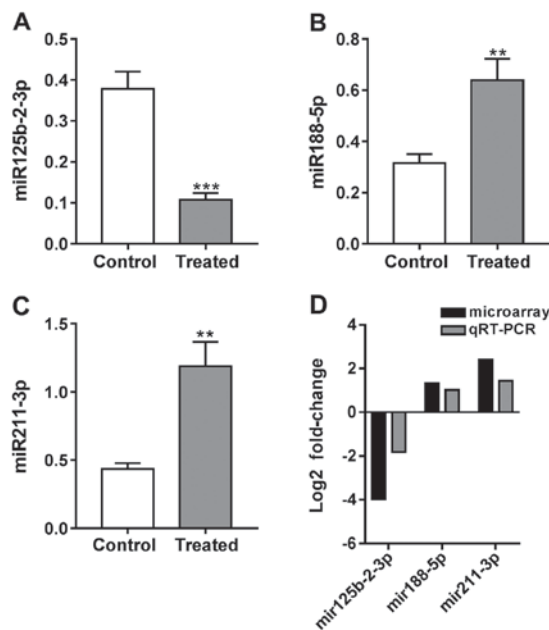 A
miR125b-2-3p
0.5
0.4
0.3
0.2
0.1
0.0
***
Control Treated
B
miR188-5p
0.8
0.6
0.4
0.2
0.0
**
Control Treated
C
miR211-3p
1.5
1.0
0.5
0.0
**
Control Treated
D
microarray
qRT-PCR
Log2 fold-change
4
2
0
-2
-4
-6
mir125b-2-3p
mir188-5p
mir211-3p